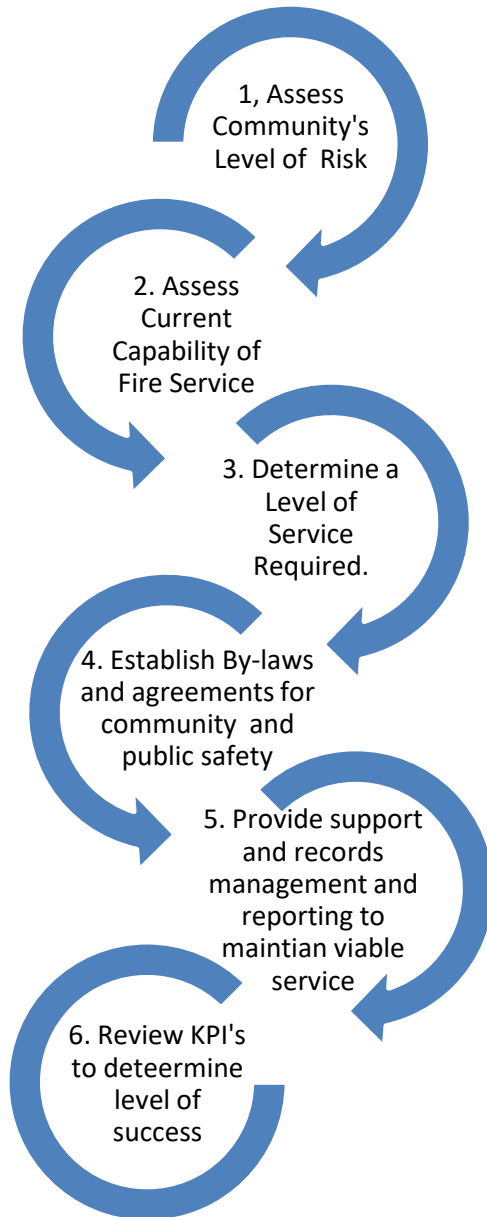 1, Assess
Community's
Level of Risk
2. Assess
Current
Capability of
Fire Service
3. Determine a
Level of
Service
Required.
4. Establish By-laws
and agreements for
community and
public safety
5. Provide support
and records
management and
reporting to
maintian viable
service
6. Review KPI's
to deteermine
level of
success